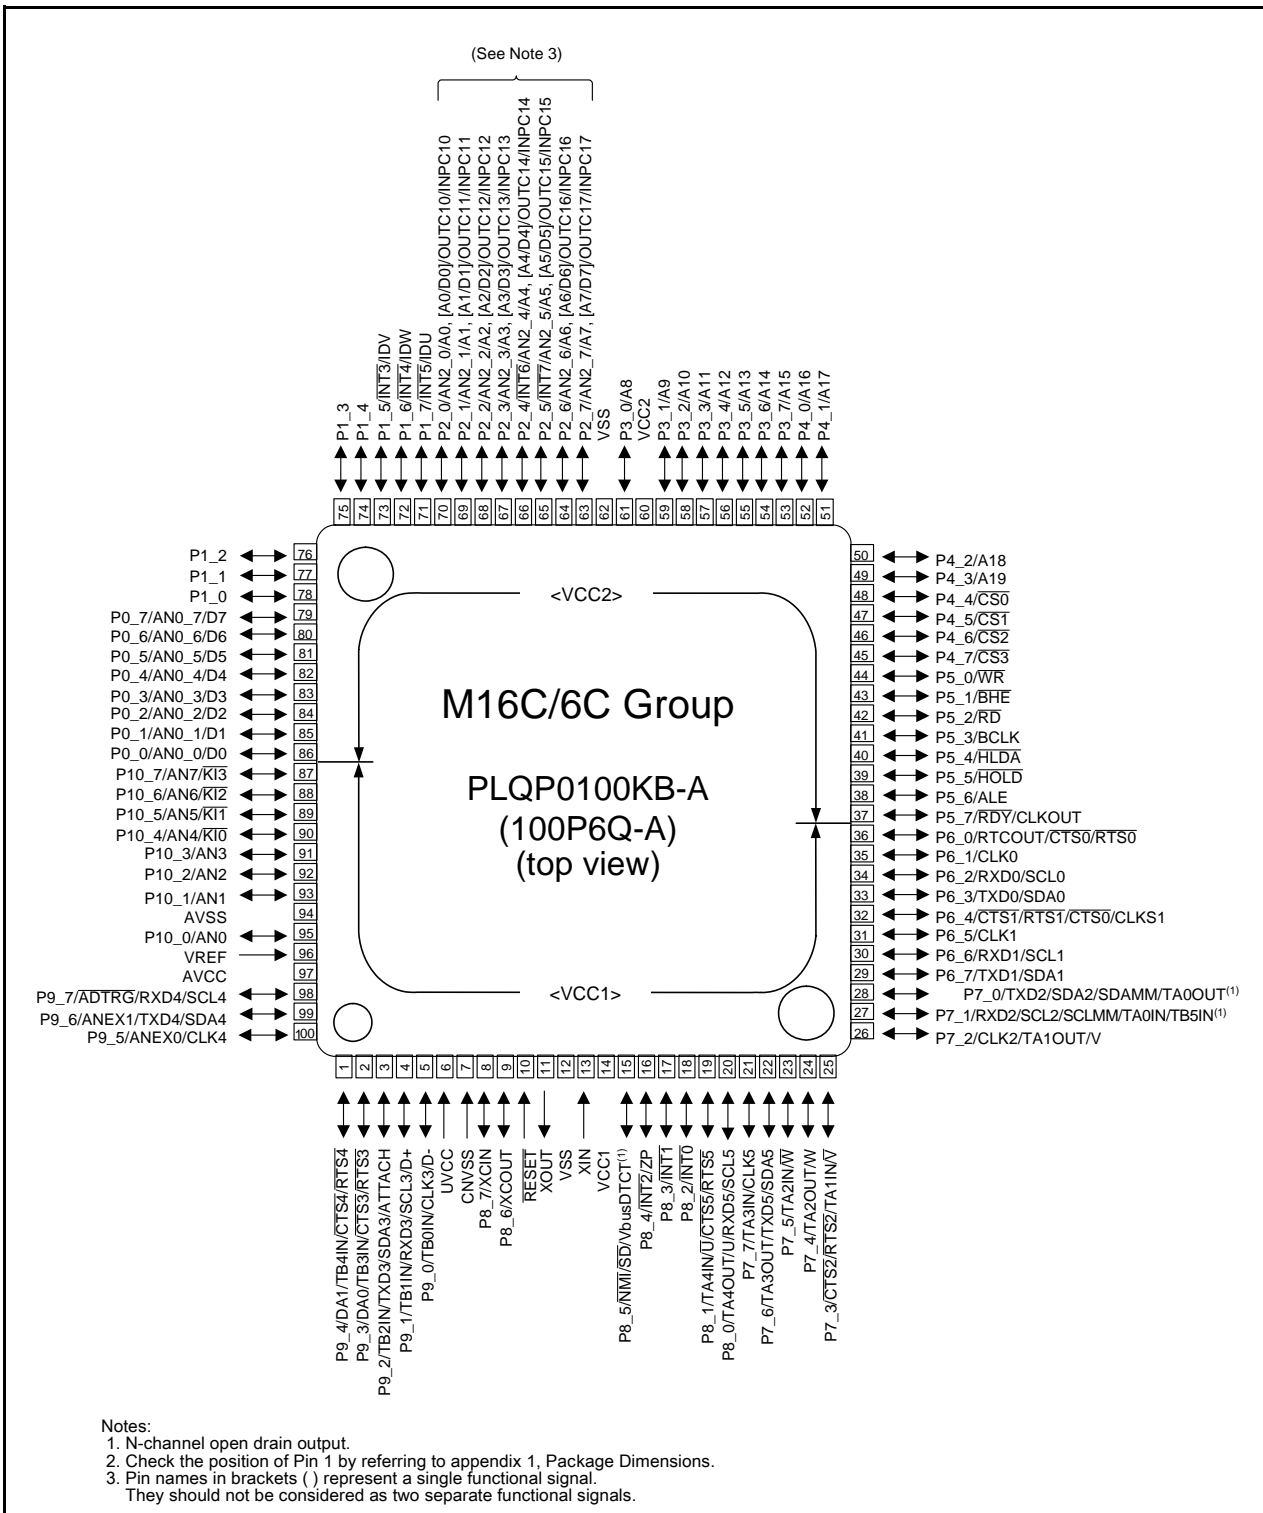 (See Note 3)
P1_3
P1_4
P1_5/INT3/IDV
P1_6/INT4/IDW
P1_7/INT5/IDU
P2_0/AN2_0/A0, [A0/D0]/OUTC10/INPC10
P2_1/AN2_1/A1, [A1/D1]/OUTC11/INPC11
P2_2/AN2_2/A2, [A2/D2]/OUTC12/INPC12
P2_3/AN2_3/A3, [A3/D3]/OUTC13/INPC13
P2_4/INT6/AN2_4/A4, [A4/D4]/OUTC14/INPC14
P2_5/INT7/AN2_5/A5, [A5/D5]/OUTC15/INPC15
P2_6/AN2_6/A6, [A6/D6]/OUTC16/INPC16
P2_7/AN2_7/A7, [A7/D7]/OUTC17/INPC17
VSS
P3_0/A8
VCC2
P3_1/A9
P3_2/A10
P3_3/A11
P3_4/A12
P3_5/A13
P3_6/A14
P3_7/A15
P4_0/A16
P4_1/A17
75 74 73 72 71 70 69 68 67 66 65 64 63 62 61 60 59 58 57 56 55 54 53 52 51
P1_2 76
P1_1 77
P1_0 78
P0_7/AN0_7/D7 79
P0_6/AN0_6/D6 80
P0_5/AN0_5/D5 81
P0_4/AN0_4/D4 82
P0_3/AN0_3/D3 83
P0_2/AN0_2/D2 84
P0_1/AN0_1/D1 85
P0_0/AN0_0/D0 86
P10_7/AN7/KI3 87
P10_6/AN6/KI2 88
P10_5/AN5/KI1 89
P10_4/AN4/KI0 90
P10_3/AN3 91
P10_2/AN2 92
P10_1/AN1 93
AVSS 94
P10_0/AN0 95
VREF 96
AVCC 97
P9_7/ADTRG/RXD4/SCL4 98
P9_6/ANEX1/TXD4/SDA4 99
P9_5/ANEX0/CLK4 100
<VCC2>
M16C/6C Group
PLQP0100KB-A
(100P6Q-A)
(top view)
<VCC1>
50 P4_2/A18
49 P4_3/A19
48 P4_4/CS0
47 P4_5/CS1
46 P4_6/CS2
45 P4_7/CS3
44 P5_0/WR
43 P5_1/BHE
42 P5_2/RD
41 P5_3/BCLK
40 P5_4/HLDA
39 P5_5/HOLD
38 P5_6/ALE
37 P5_7/RDY/CLKOUT
36 P6_0/RTCOUT/CTS0/RTS0
35 P6_1/CLK0
34 P6_2/RXD0/SCL0
33 P6_3/TXD0/SDA0
32 P6_4/CTS1/RTS1/CTS0/CLKS1
31 P6_5/CLK1
30 P6_6/RXD1/SCL1
29 P6_7/TXD1/SDA1
28 P7_0/TXD2/SDA2/SDAMM/TA0OUT(1)
27 P7_1/RXD2/SCL2/SCLMM/TA0IN/TB5IN(1)
26 P7_2/CLK2/TA1OUT/V
1 2 3 4 5 6 7 8 9 10 11 12 13 14 15 16 17 18 19 20 21 22 23 24 25
P9_4/DA1/TB4IN/CTS4/RTS4
P9_3/DA0/TB3IN/CTS3/RTS3
P9_2/TB2IN/TXD3/SDA3/ATTACH
P9_1/TB1IN/RXD3/SCL3/D+
P9_0/TB0IN/CLK3/D-
UVCC
CNVSS
P8_7/XCIN
P8_6/XCOUT
RESET
XOUT
VSS
XIN
VCC1
P8_5/NMI/SD/VbusDTCT(1)
P8_4/INT2/ZP
P8_3/INT1
P8_2/INT0
P8_1/TA4IN/U/CTS5/RTS5
P8_0/TA4OUT/U/RXD5/SCL5
P7_7/TA3IN/CLK5
P7_6/TA3OUT/TXD5/SDA5
P7_5/TA2IN/W
P7_4/TA2OUT/W
P7_3/CTS2/RTS2/TA1IN/V
Notes:
1. N-channel open drain output.
2. Check the position of Pin 1 by referring to appendix 1, Package Dimensions.
3. Pin names in brackets ( ) represent a single functional signal.
They should not be considered as two separate functional signals.